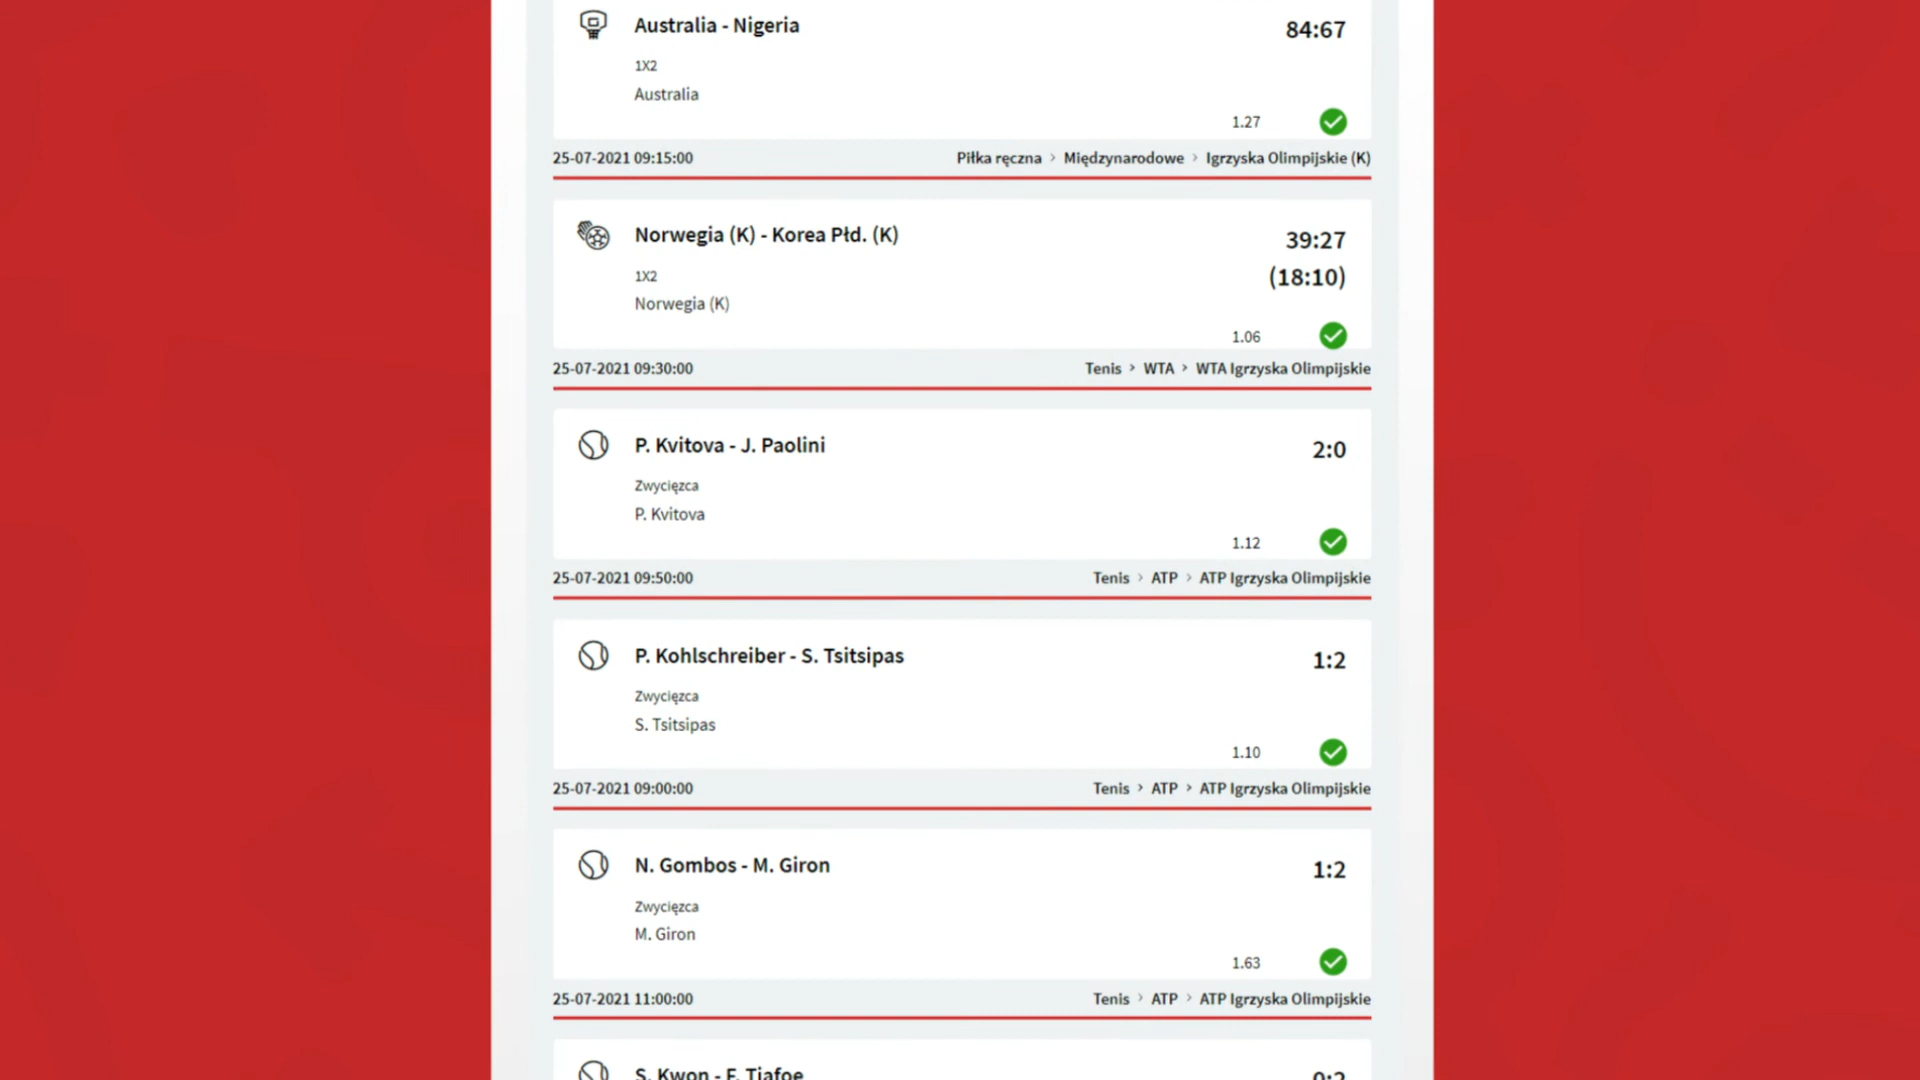 Australia - Nigeria
84:67
1X2
Australia
1.27
25-07-2021 09:15:00
Piłka ręczna > Międzynarodowe > Igrzyska Olimpijskie (K)
Norwegia (K) - Korea Płd. (K)
39:27
1X2
(18:10)
Norwegia (K)
1.06
25-07-2021 09:30:00
Tenis > WTA > WTA Igrzyska Olimpijskie
P. Kvitova - J. Paolini
2:0
Zwycięzca
P. Kvitova
1.12
25-07-2021 09:50:00
Tenis > ATP > ATP Igrzyska Olimpijskie
P. Kohlschreiber - S. Tsitsipas
1:2
Zwycięzca
S. Tsitsipas
1.10
25-07-2021 09:00:00
Tenis > ATP > ATP Igrzyska Olimpijskie
N. Gombos - M. Giron
1:2
Zwycięzca
M. Giron
1.63
25-07-2021 11:00:00
Tenis > ATP > ATP Igrzyska Olimpijskie
S. Kwon - F. Tiafoe
0:2